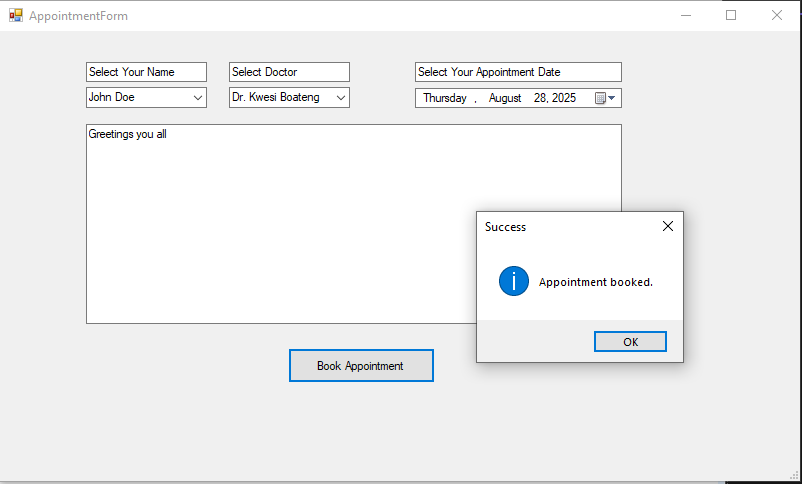 AppointmentForm
Select Your Name Select Doctor Select Your Appointment Date
John Doe Dr. Kwesi Boateng Thursday , August 28, 2025
Greetings you all
Success
Appointment booked.
OK
Book Appointment